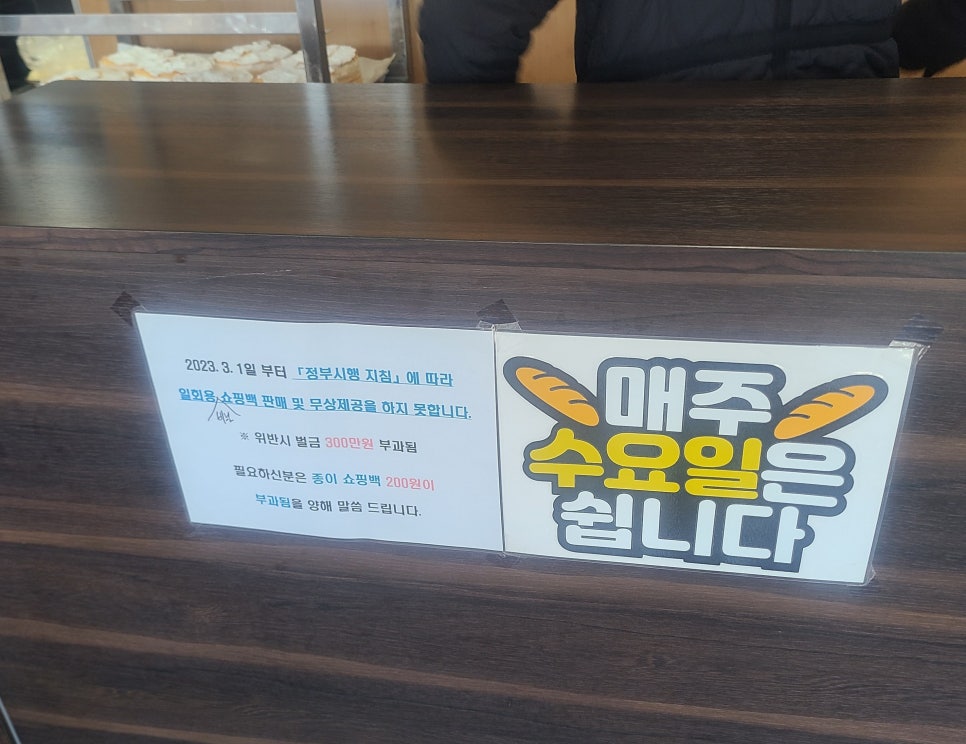 2023. 3. 1일 부터 「정부시행 지침」에 따라
일회용 쇼핑백 판매 및 무상제공을 하지 못합니다.
비닐
※ 위반시 벌금 300만원 부과됨
필요하신분은 종이 쇼핑백 200원이
부과됨을 양해 말씀 드립니다.
매주
수요일은
쉽니다